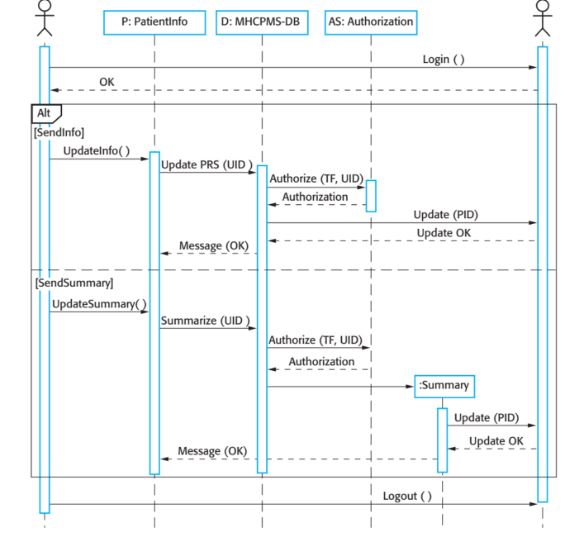 P: PatientInfo
D: MHCPMS-DB
AS: Authorization
Login ( )
OK
Alt
[SendInfo]
UpdateInfo( )
Update PRS (UID )
Authorize (TF, UID)
Authorization
Update (PID)
Update OK
Message (OK)
[SendSummary]
UpdateSummary( )
Summarize (UID )
Authorize (TF, UID)
Authorization
:Summary
Update (PID)
Update OK
Message (OK)
Logout ( )